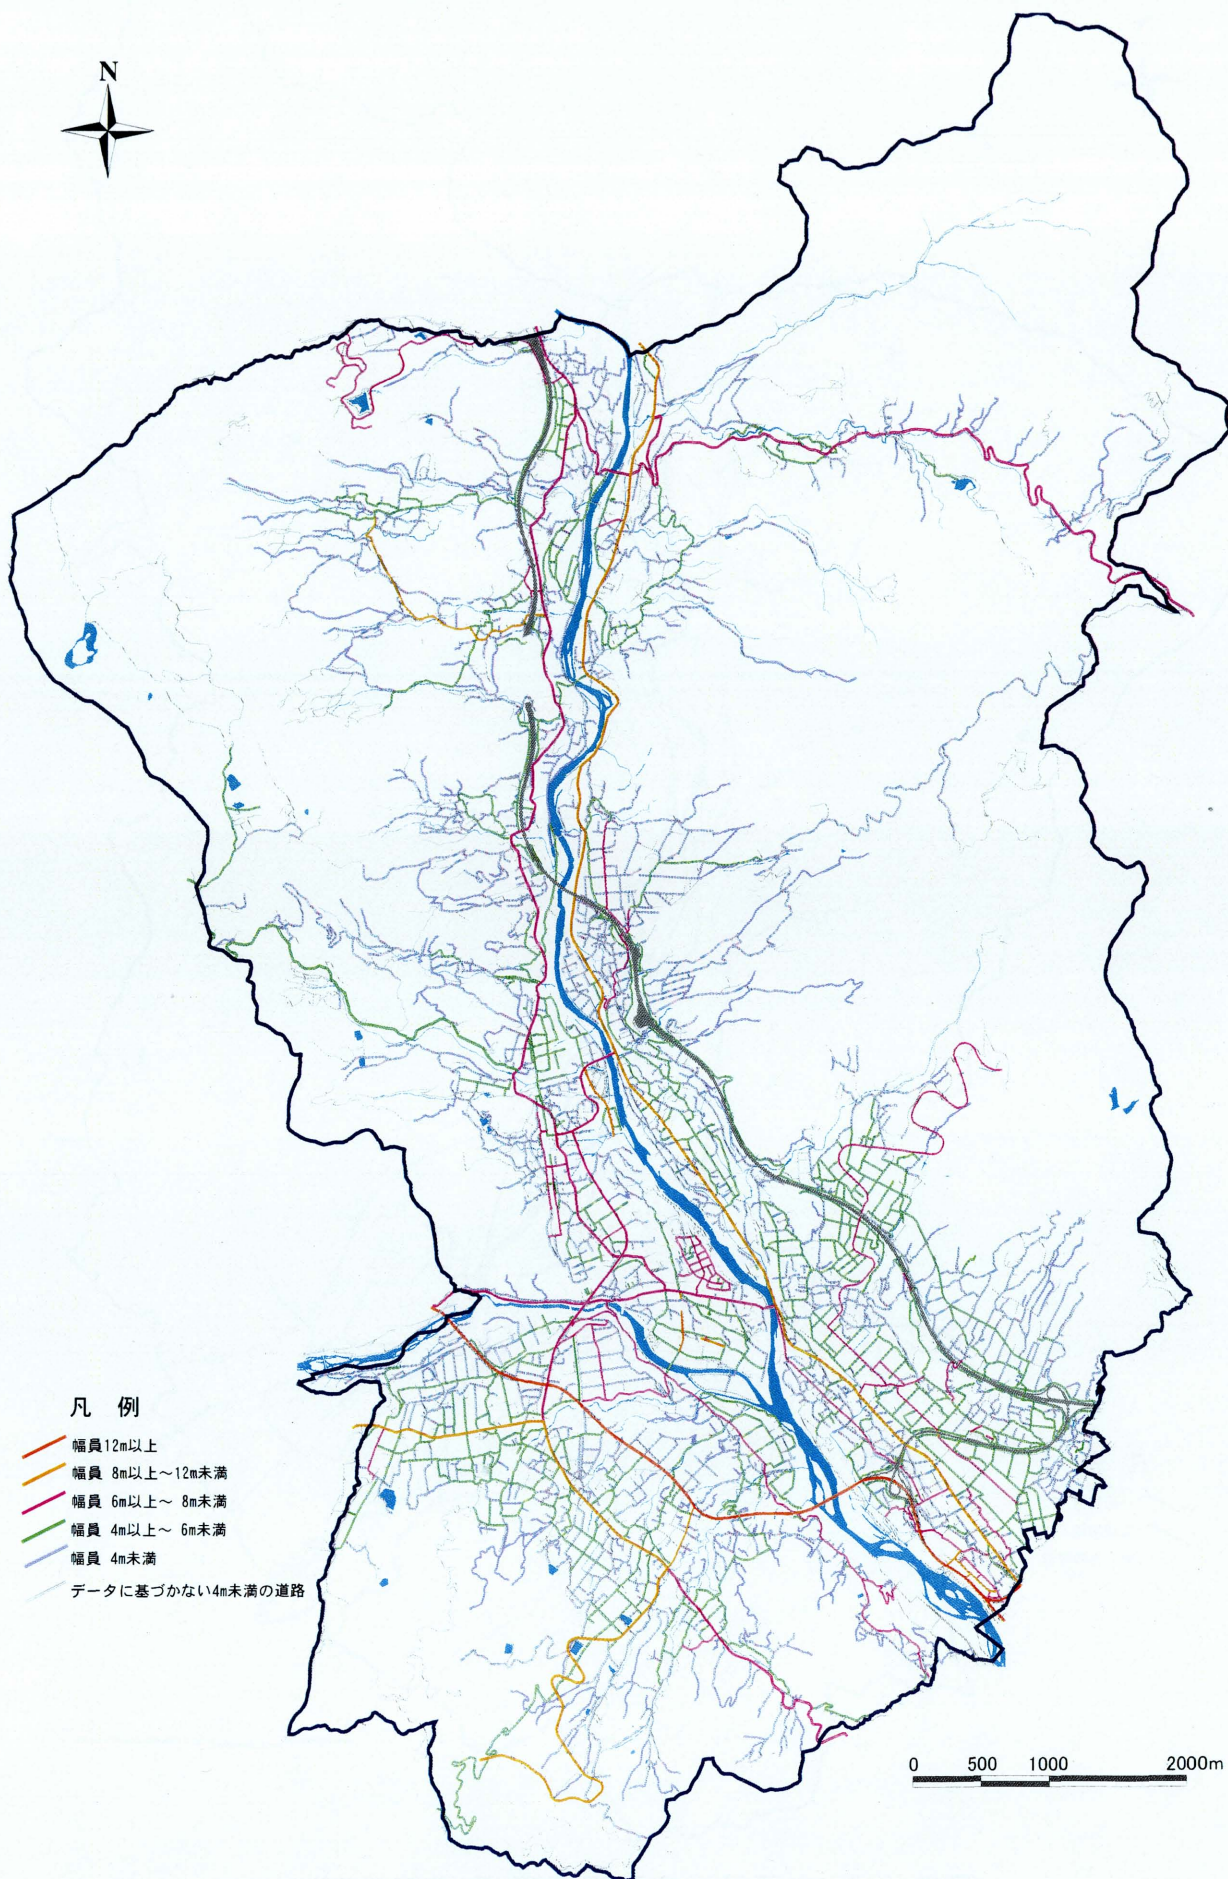 N
凡 例
幅員12m以上
幅員 8m以上～12m未満
幅員 6m以上～ 8m未満
幅員 4m以上～ 6m未満
幅員 4m未満
データに基づかない4m未満の道路
0 500 1000 2000m